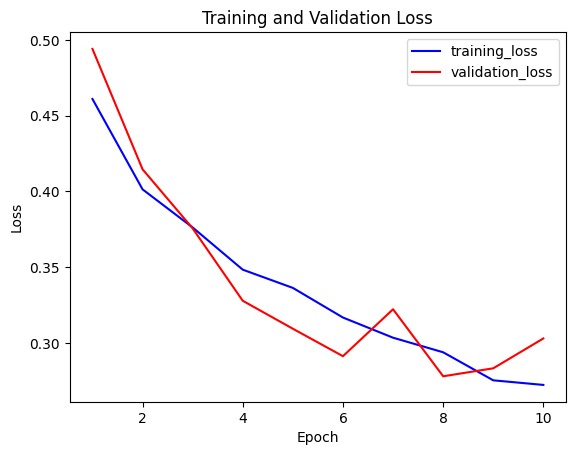 Training and Validation Loss
training_loss
validation_loss
0.50
0.45
0.40
0.35
0.30
Loss
2
4
6
8
10
Epoch